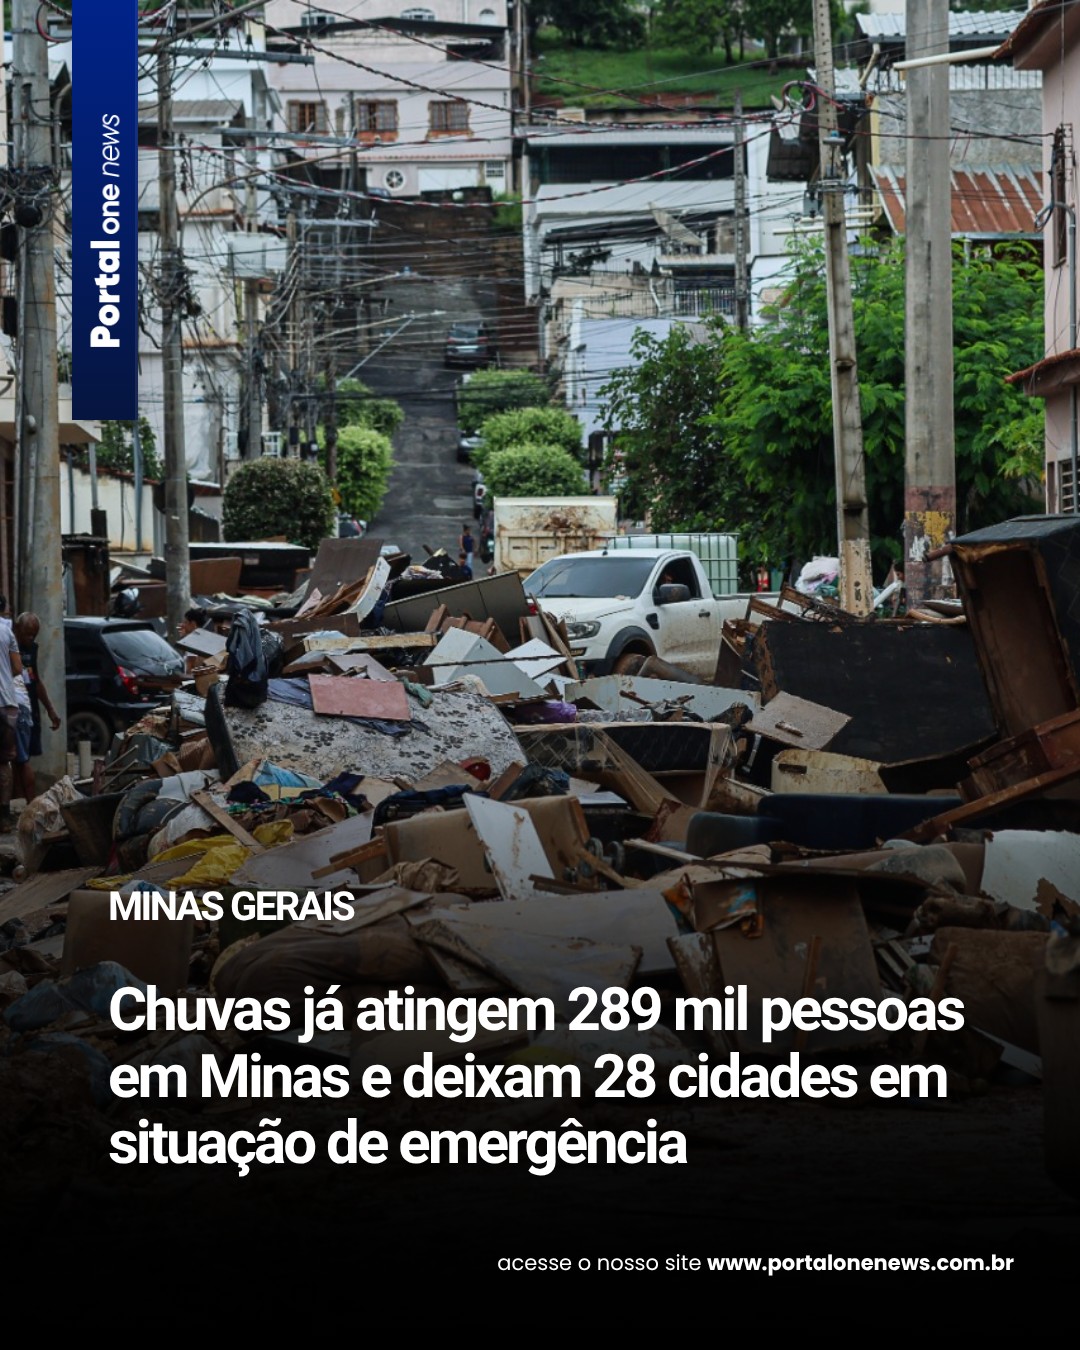 Portal one news
MINAS GERAIS
Chuvas já atingem 289 mil pessoas
em Minas e deixam 28 cidades em
situação de emergência
acesse o nosso site www.portalonenews.com.br